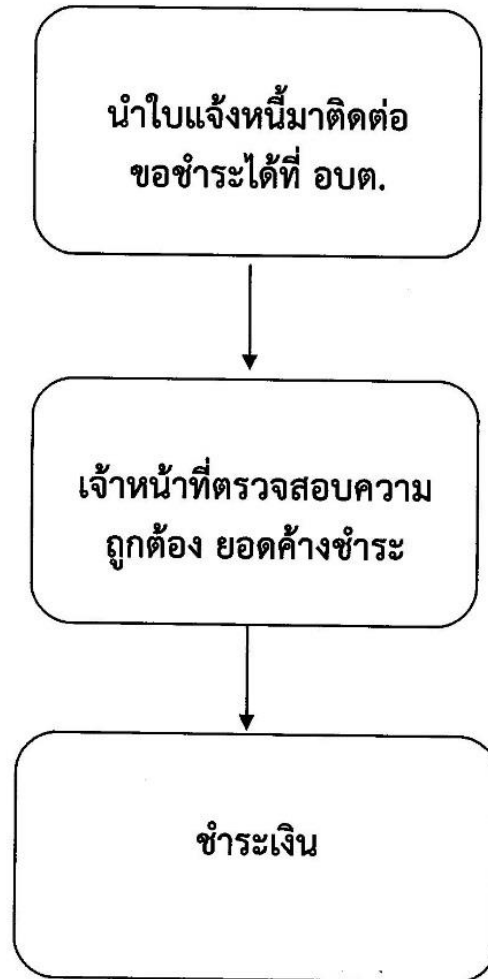 นำใบแจ้งหนี้มาติดต่อ
ขอชำระได้ที่ อบต.
เจ้าหน้าที่ตรวจสอบความ
ถูกต้อง ยอดค้างชำระ
ชำระเงิน